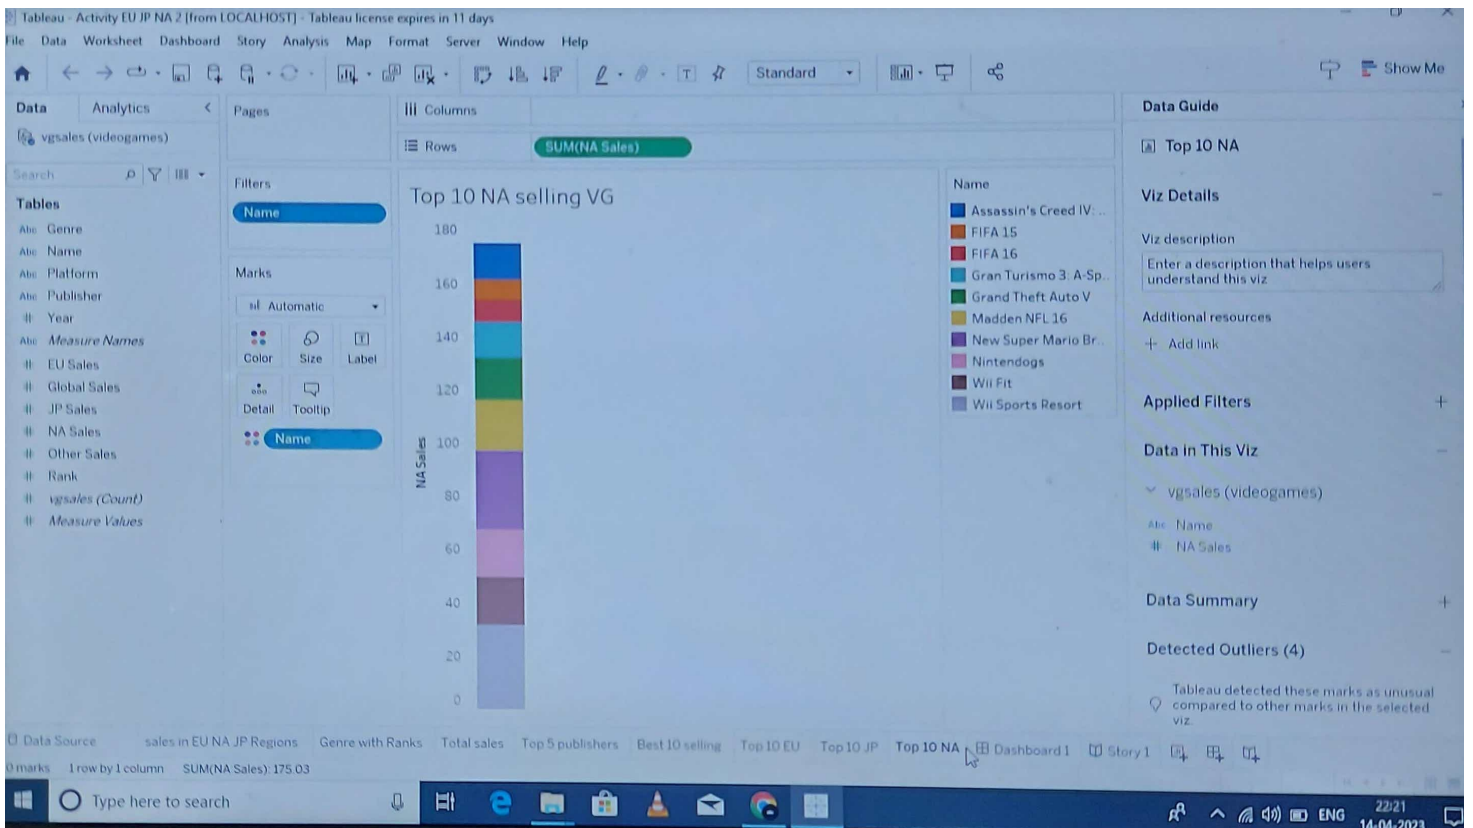 Tableau - Activity EU JP NA 2 [from LOCALHOST] - Tableau license expires in 11 days
File Data Worksheet Dashboard Story Analysis Map Format Server Window Help
Standard
Show Me
Data Analytics
vgsales (videogames)
Search
Tables
Abc Genre
Abc Name
Abc Platform
Abc Publisher
# Year
Abc Measure Names
# EU Sales
# Global Sales
# JP Sales
# NA Sales
# Other Sales
# Rank
# vgsales (Count)
# Measure Values
Pages
Filters
Name
Marks
Automatic
Color Size Label
Detail Tooltip
Name
Columns
Rows SUM(NA Sales)
Top 10 NA selling VG
180
160
140
120
100
80
60
40
20
0
NA Sales
Name
Assassin's Creed IV: ..
FIFA 15
FIFA 16
Gran Turismo 3: A-Sp..
Grand Theft Auto V
Madden NFL 16
New Super Mario Br..
Nintendogs
Wii Fit
Wii Sports Resort
Data Guide
Top 10 NA
Viz Details
Viz description
Enter a description that helps users
understand this viz
Additional resources
+ Add link
Applied Filters
Data in This Viz
vgsales (videogames)
Abc Name
# NA Sales
Data Summary
Detected Outliers (4)
Tableau detected these marks as unusual
compared to other marks in the selected
viz.
Data Source sales in EU NA JP Regions Genre with Ranks Total sales Top 5 publishers Best 10 selling Top 10 EU Top 10 JP Top 10 NA Dashboard 1 Story 1
0 marks 1 row by 1 column SUM(NA Sales): 175.03
Type here to search
ENG
22:21
14-04-2023